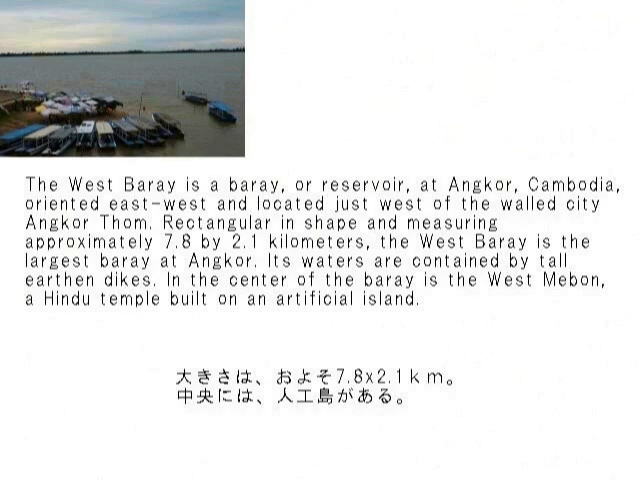 The West Baray is a baray, or reservoir, at Angkor, Cambodia,
oriented east-west and located just west of the walled city
Angkor Thom. Rectangular in shape and measuring
approximately 7.8 by 2.1 kilometers, the West Baray is the
largest baray at Angkor. Its waters are contained by tall
earthen dikes. In the center of the baray is the West Mebon,
a Hindu temple built on an artificial island.
大きさは、およそ7.8x2.1ｋｍ。
中央には、人工島がある。